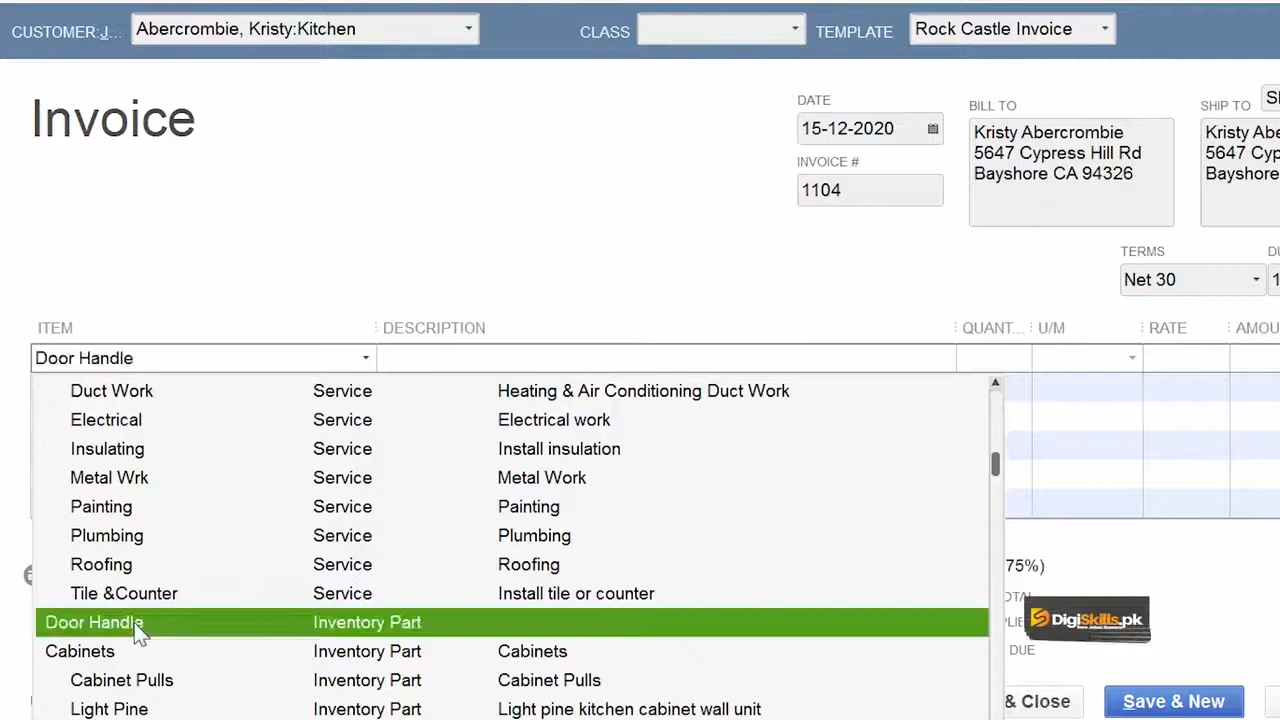 CUSTOMER:J... Abercrombie, Kristy:Kitchen CLASS TEMPLATE Rock Castle Invoice
Invoice
DATE
15-12-2020
INVOICE #
1104
BILL TO
Kristy Abercrombie
5647 Cypress Hill Rd
Bayshore CA 94326
SHIP TO
Kristy Abe
5647 Cyp
Bayshore
TERMS
Net 30
ITEM DESCRIPTION QUANT... U/M RATE AMOU
Door Handle
Duct Work Service Heating & Air Conditioning Duct Work
Electrical Service Electrical work
Insulating Service Install insulation
Metal Wrk Service Metal Work
Painting Service Painting
Plumbing Service Plumbing
Roofing Service Roofing
Tile &Counter Service Install tile or counter
Door Handle Inventory Part
Cabinets Inventory Part Cabinets
Cabinet Pulls Inventory Part Cabinet Pulls
Light Pine Inventory Part Light pine kitchen cabinet wall unit
75%)
DigiSkills.pk
DUE
& Close Save & New